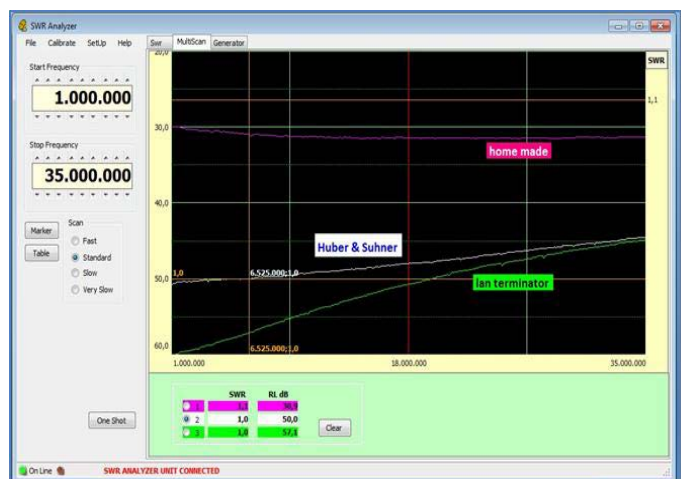 SWR Analyzer
File Calibrate SetUp Help
Swr MultiScan Generator
Start Frequency
1.000.000
Stop Frequency
35.000.000
Marker
Table
Scan
Fast
Standard
Slow
Very Slow
One Shot
20,0
30,0
40,0
50,0
60,0
SWR
1,1
home made
Huber & Suhner
lan terminator
1,0
6.525.000;1,0
6.525.000;1,0
1.000.000 18.000.000 35.000.000
SWR RL dB
1 1,1 30,9
2 1,0 50,0
3 1,0 57,1
Clear
On Line SWR ANALYZER UNIT CONNECTED